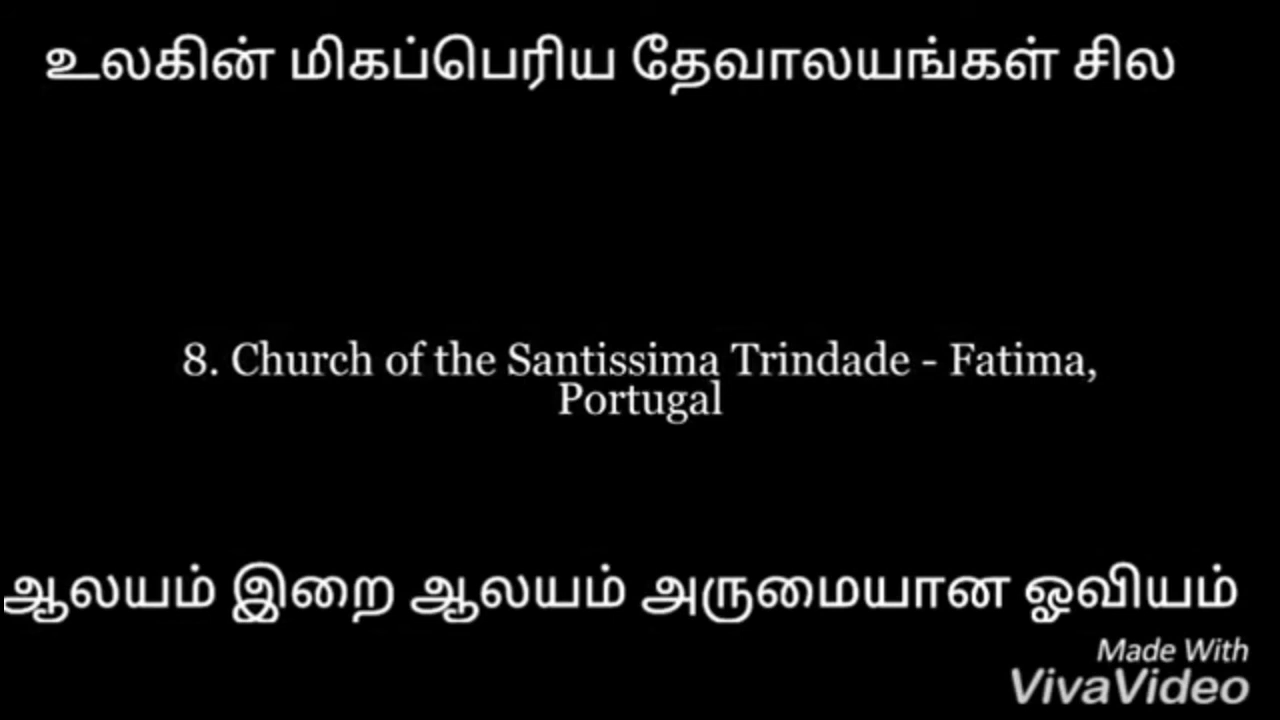 உலகின் மிகப்பெரிய தேவாலயங்கள் சில
8. Church of the Santissima Trindade - Fatima,
Portugal
ஆலயம் இறை ஆலயம் அருமையான ஓவியம்
Made With
VivaVideo